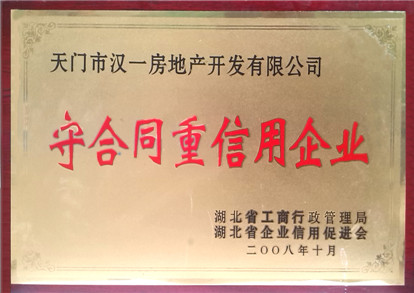 天门市汉一房地产开发有限公司
守合同重信用企业
湖北省工商行政管理局
湖北省企业信用促进会
二OO八年十月